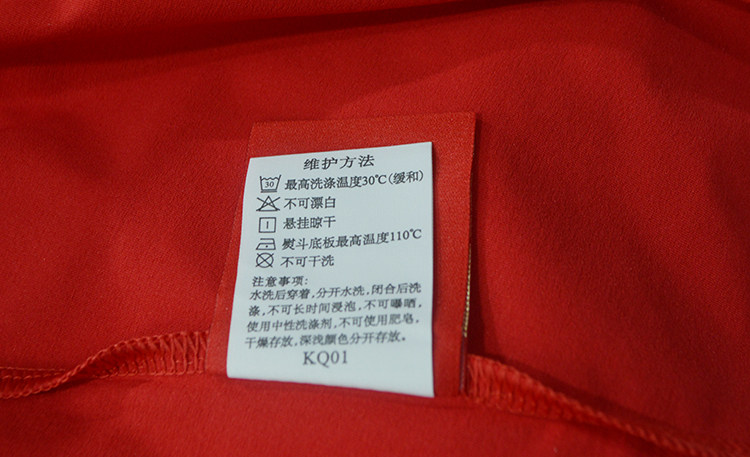 维护方法
30 最高洗涤温度30℃(缓和)
不可漂白
悬挂晾干
熨斗底板最高温度110℃
不可干洗
注意事项:
水洗后穿着,分开水洗,闭合后洗
涤,不可长时间浸泡,不可曝晒,
使用中性洗涤剂,不可使用肥皂,
干燥存放,深浅颜色分开存放。
KQ01